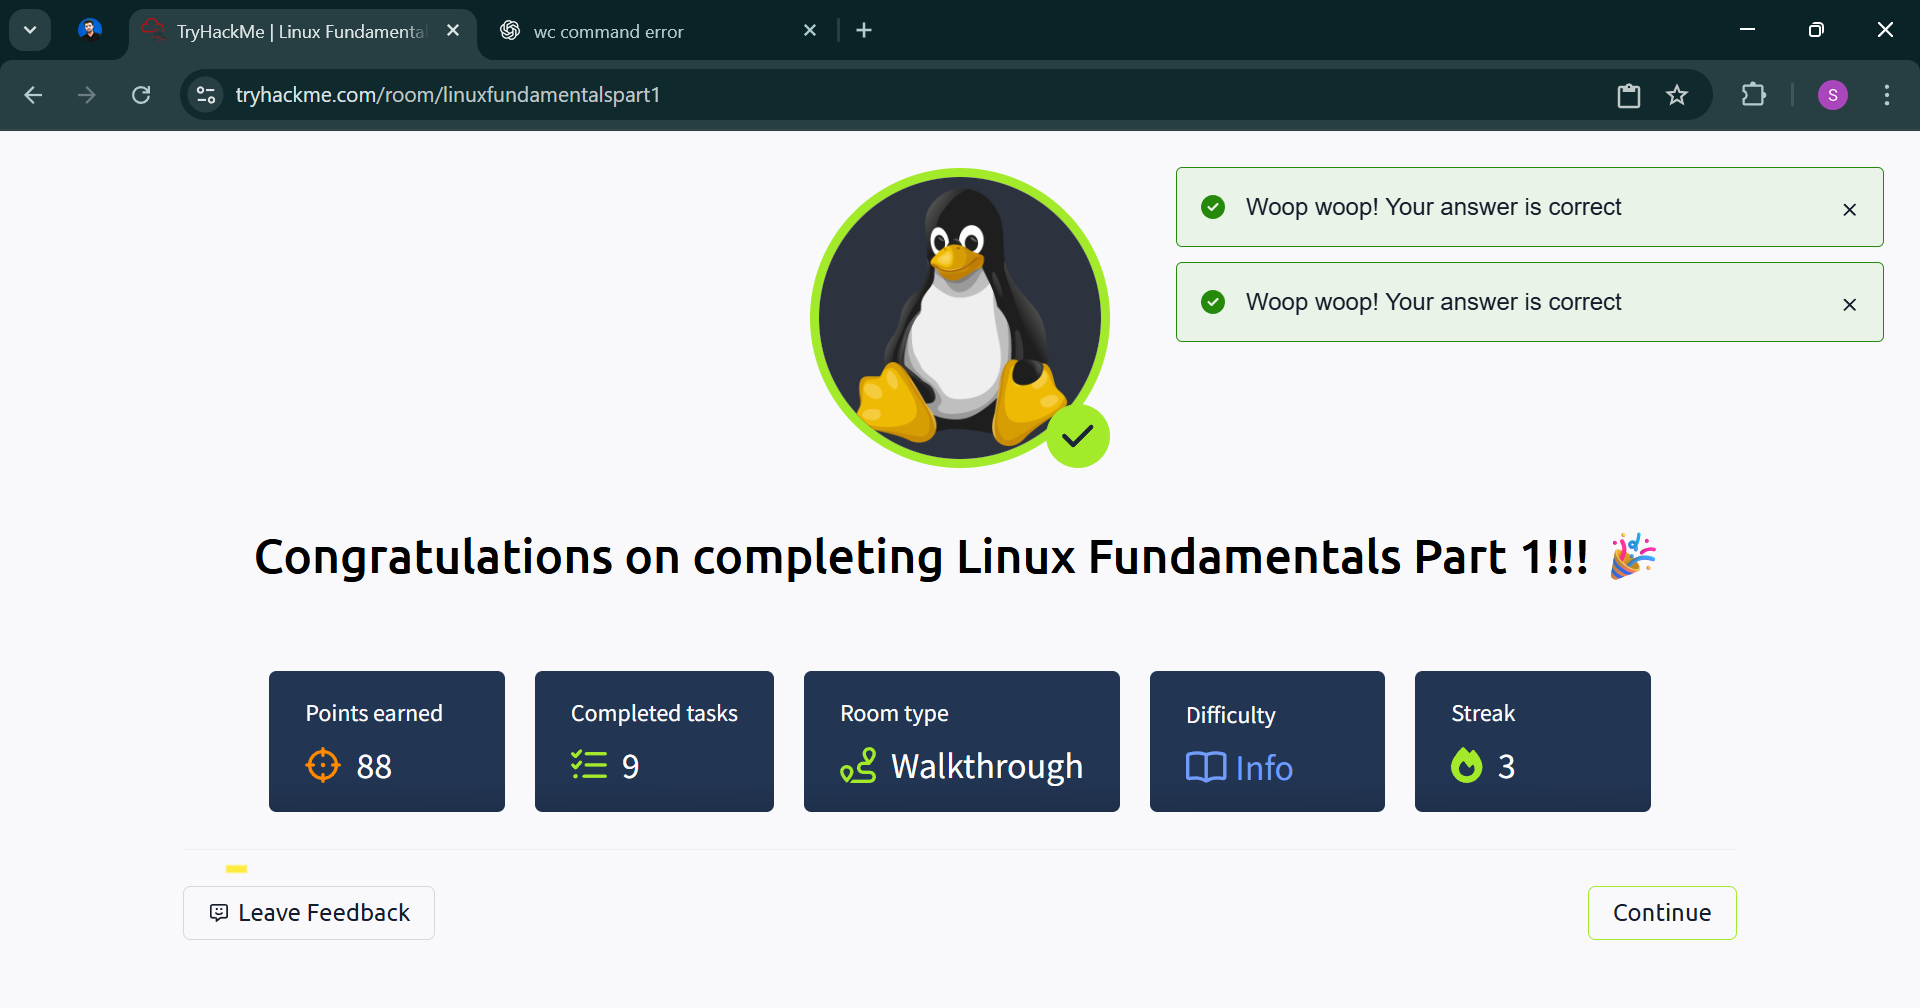 TryHackMe | Linux Fundamental
wc command error
tryhackme.com/room/linuxfundamentalspart1
S
Woop woop! Your answer is correct
Woop woop! Your answer is correct
Congratulations on completing Linux Fundamentals Part 1!!! 🎉
Points earned
88
Completed tasks
9
Room type
Walkthrough
Difficulty
Info
Streak
3
Leave Feedback
Continue